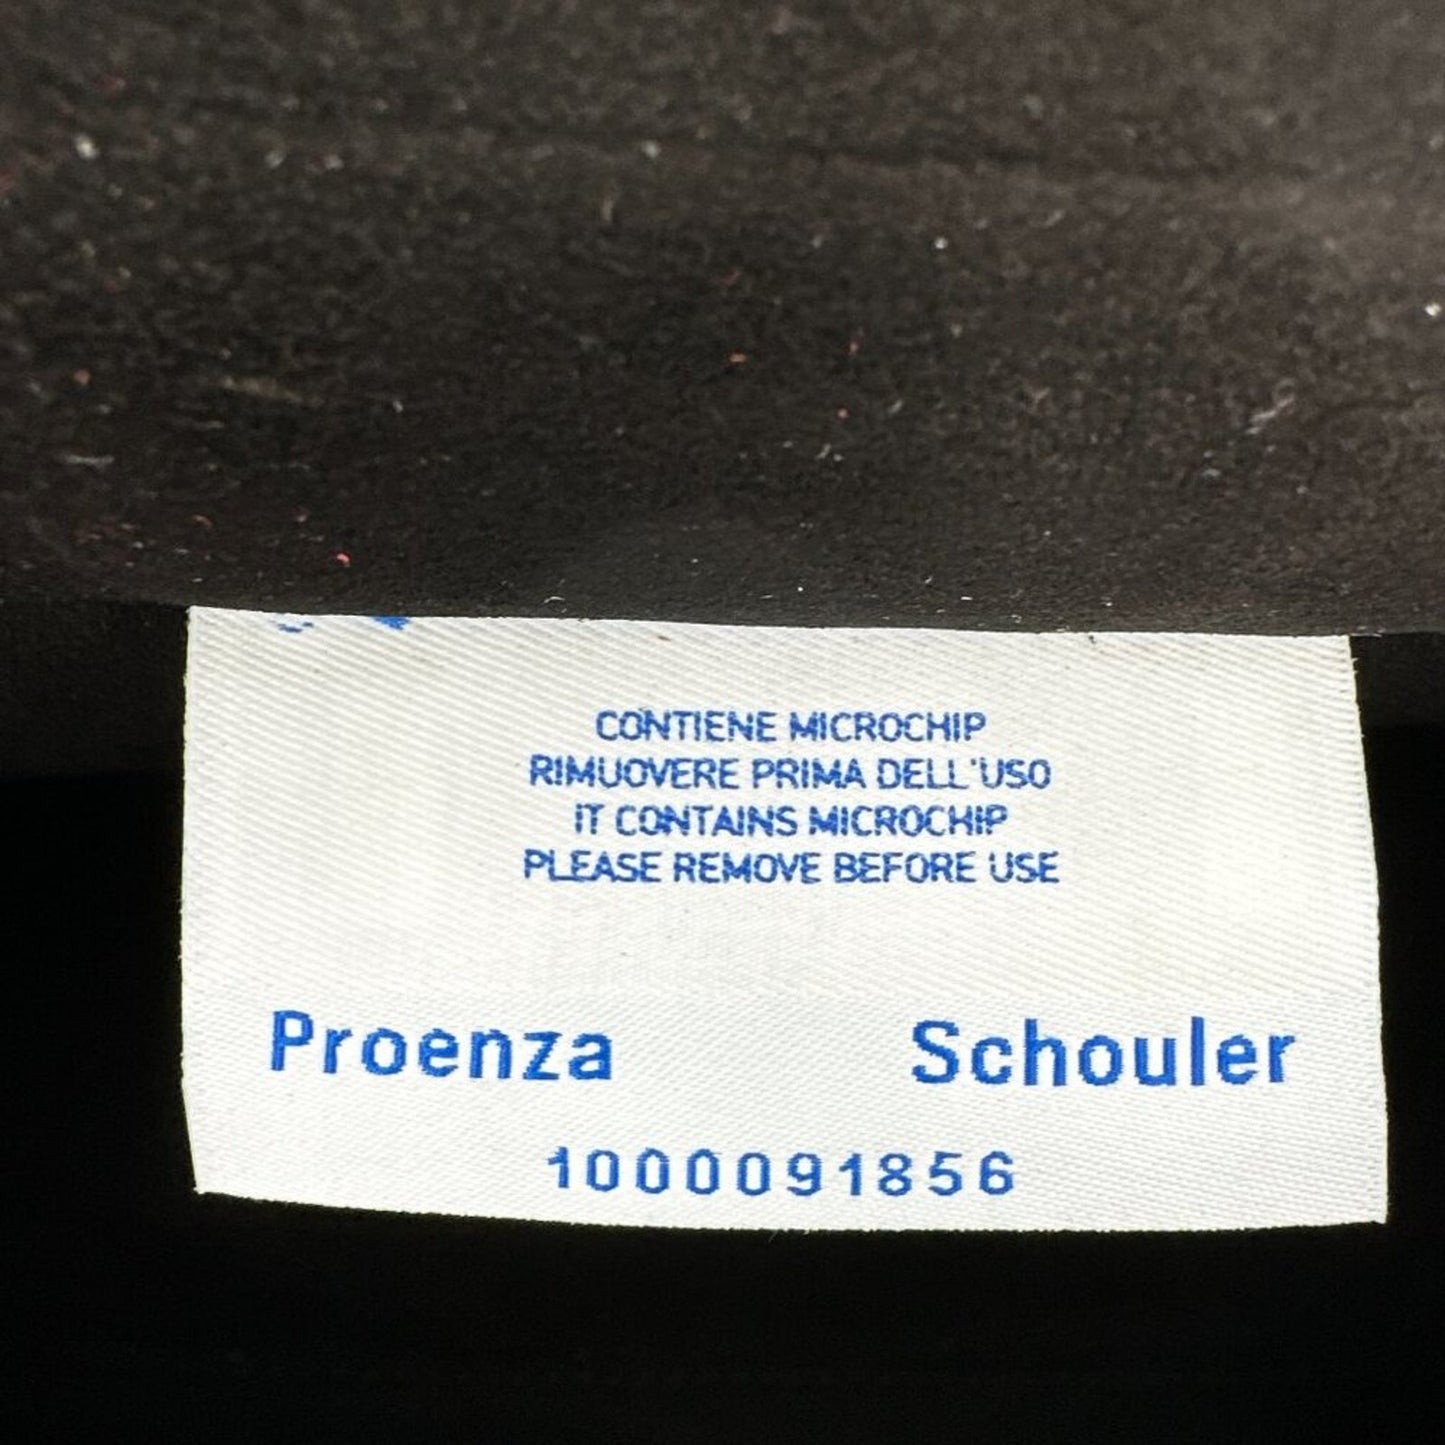 CONTIENE MICROCHIP
RIMUOVERE PRIMA DELL'USO
IT CONTAINS MICROCHIP
PLEASE REMOVE BEFORE USE
Proenza Schouler
1000091856